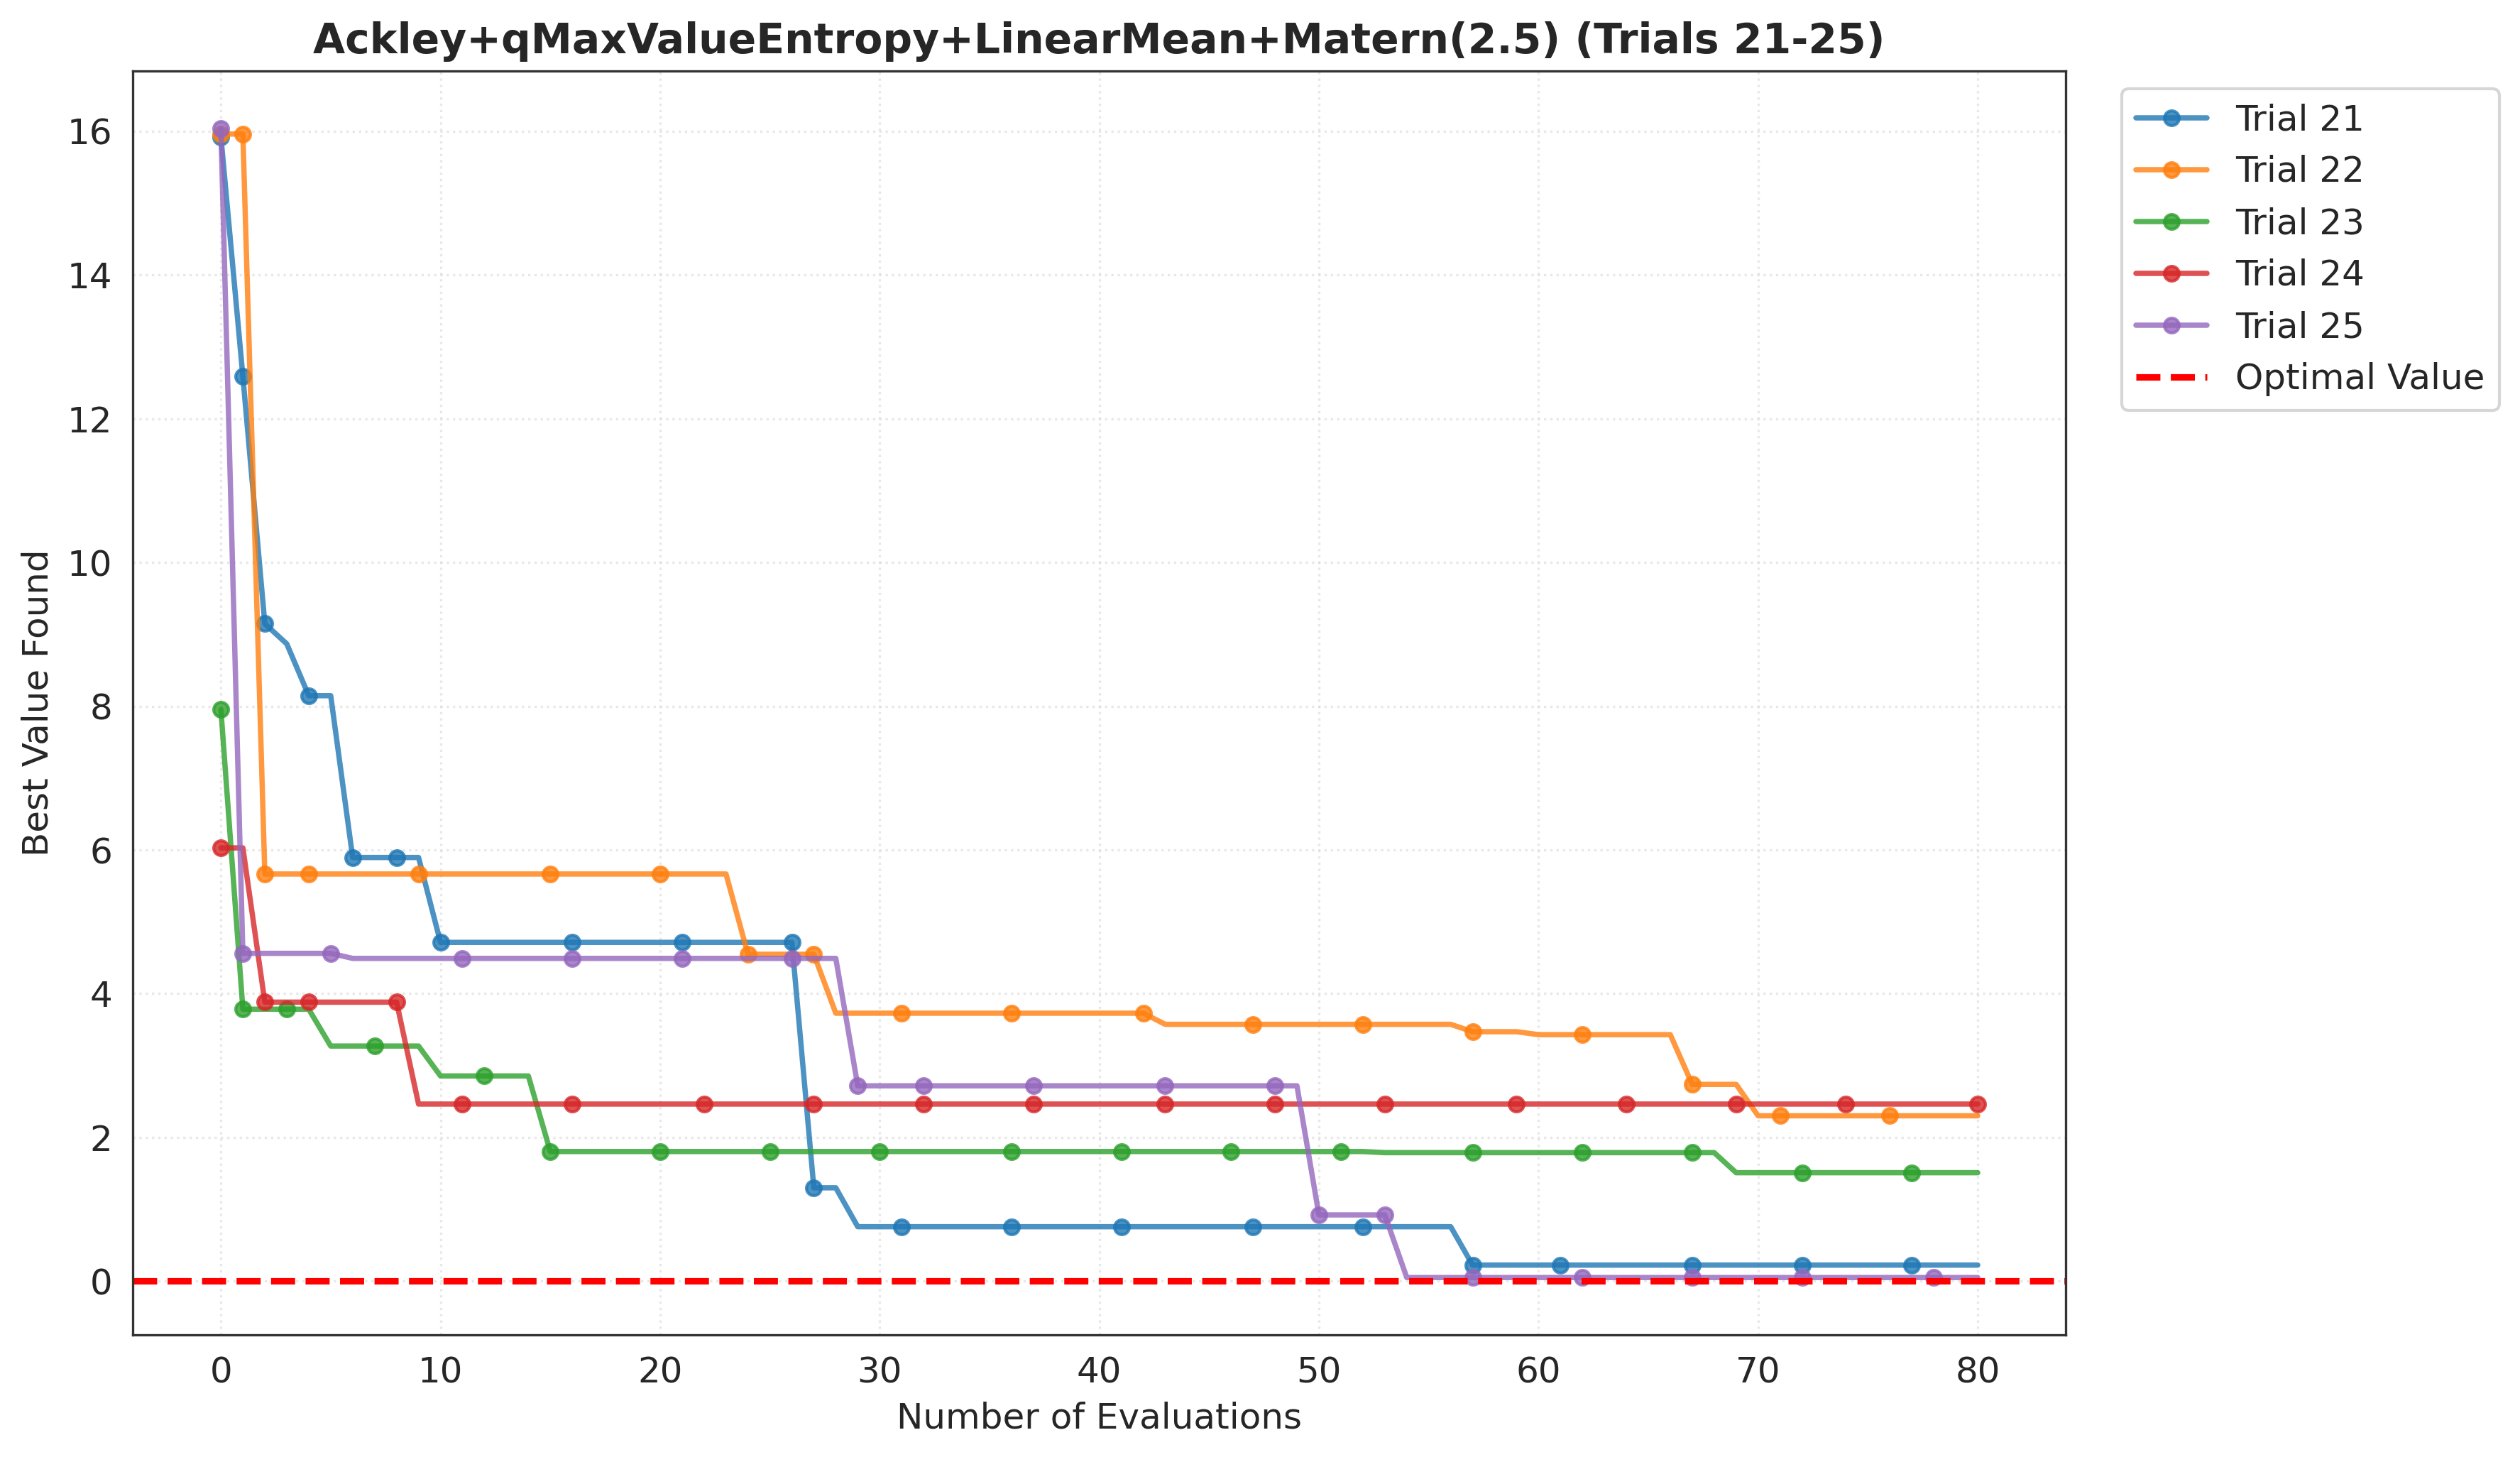 Ackley+qMaxValueEntropy+LinearMean+Matern(2.5) (Trials 21-25)
Best Value Found
16
14
12
10
8
6
4
2
0
0 10 20 30 40 50 60 70 80
Number of Evaluations
Trial 21
Trial 22
Trial 23
Trial 24
Trial 25
Optimal Value